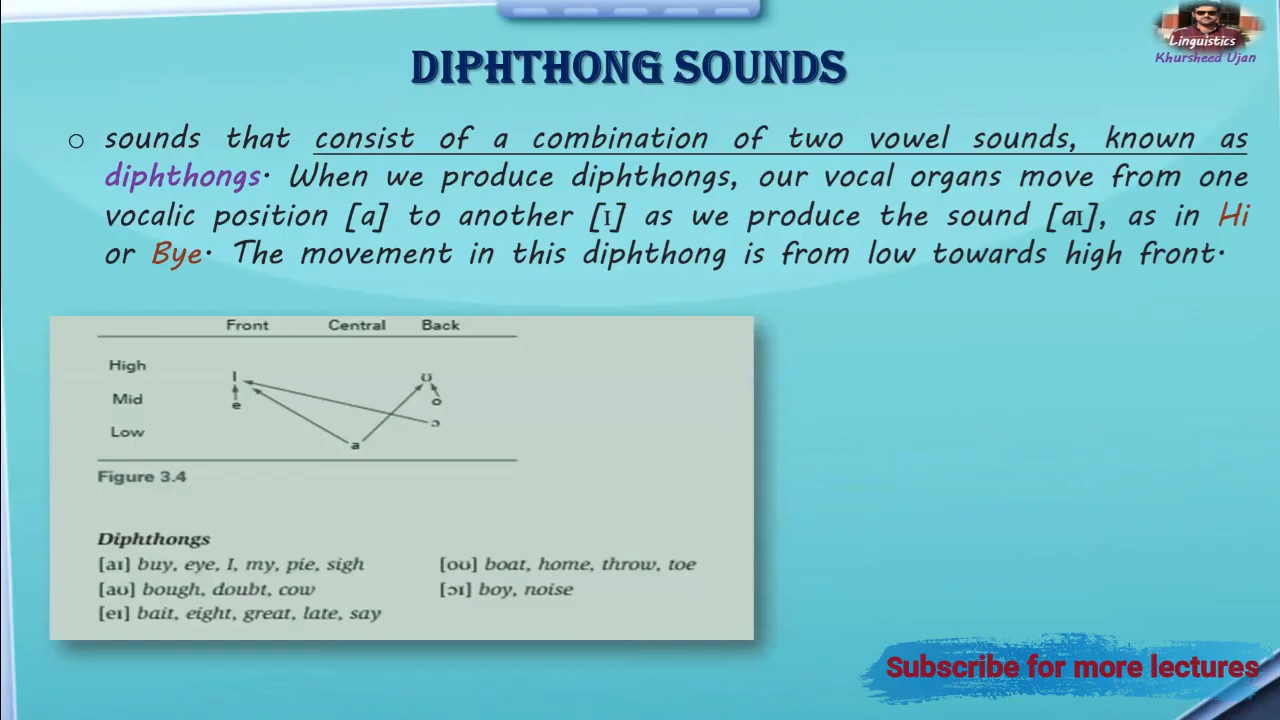 Linguistics
Khursheed Ujan
DIPHTHONG SOUNDS
o sounds that consist of a combination of two vowel sounds, known as
diphthongs. When we produce diphthongs, our vocal organs move from one
vocalic position [a] to another [ɪ] as we produce the sound [aɪ], as in Hi
or Bye. The movement in this diphthong is from low towards high front.
Front Central Back
High
I ʊ
Mid
e o
ɔ
Low
a
Figure 3.4
Diphthongs
[aɪ] buy, eye, I, my, pie, sigh [oʊ] boat, home, throw, toe
[aʊ] bough, doubt, cow [ɔɪ] boy, noise
[eɪ] bait, eight, great, late, say
Subscribe for more lectures